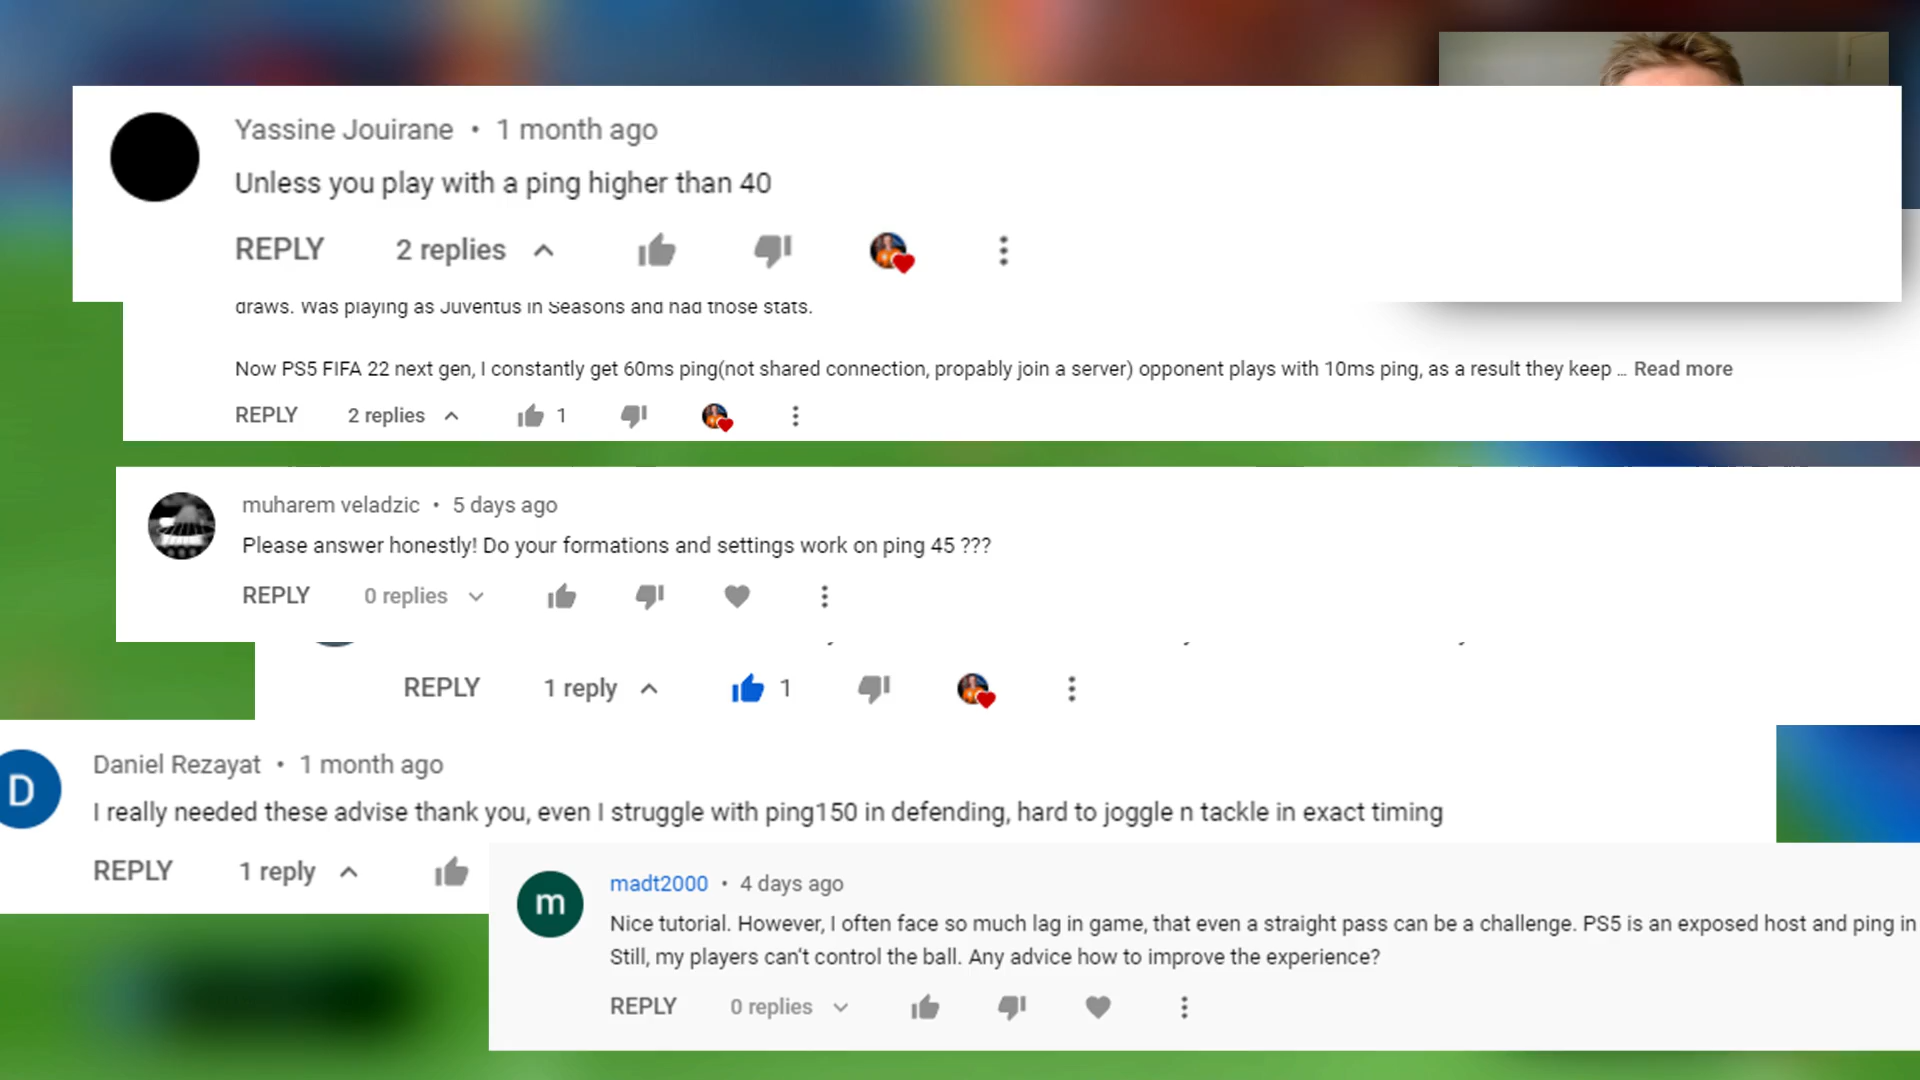 Yassine Jouirane • 1 month ago
Unless you play with a ping higher than 40
REPLY 2 replies
draws. Was playing as Juventus in Seasons and had those stats.
Now PS5 FIFA 22 next gen, I constantly get 60ms ping(not shared connection, propably join a server) opponent plays with 10ms ping, as a result they keep ... Read more
REPLY 2 replies 1
muharem veladzic • 5 days ago
Please answer honestly! Do your formations and settings work on ping 45 ???
REPLY 0 replies
REPLY 1 reply 1
D
Daniel Rezayat • 1 month ago
I really needed these advise thank you, even I struggle with ping150 in defending, hard to joggle n tackle in exact timing
REPLY 1 reply
m
madt2000 • 4 days ago
Nice tutorial. However, I often face so much lag in game, that even a straight pass can be a challenge. PS5 is an exposed host and ping in
Still, my players can't control the ball. Any advice how to improve the experience?
REPLY 0 replies